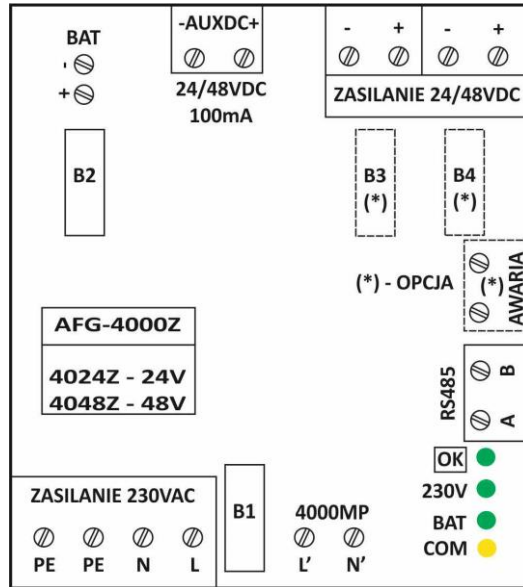 BAT
-
+
-AUXDC+
24/48VDC
100mA
- + - +
ZASILANIE 24/48VDC
B2
B3
(*)
B4
(*)
(*) - OPCJA
(*)
AWARIA
AFG-4000Z
4024Z - 24V
4048Z - 48V
RS485
B
A
OK
230V
BAT
COM
ZASILANIE 230VAC
PE PE N L
B1
4000MP
L' N'